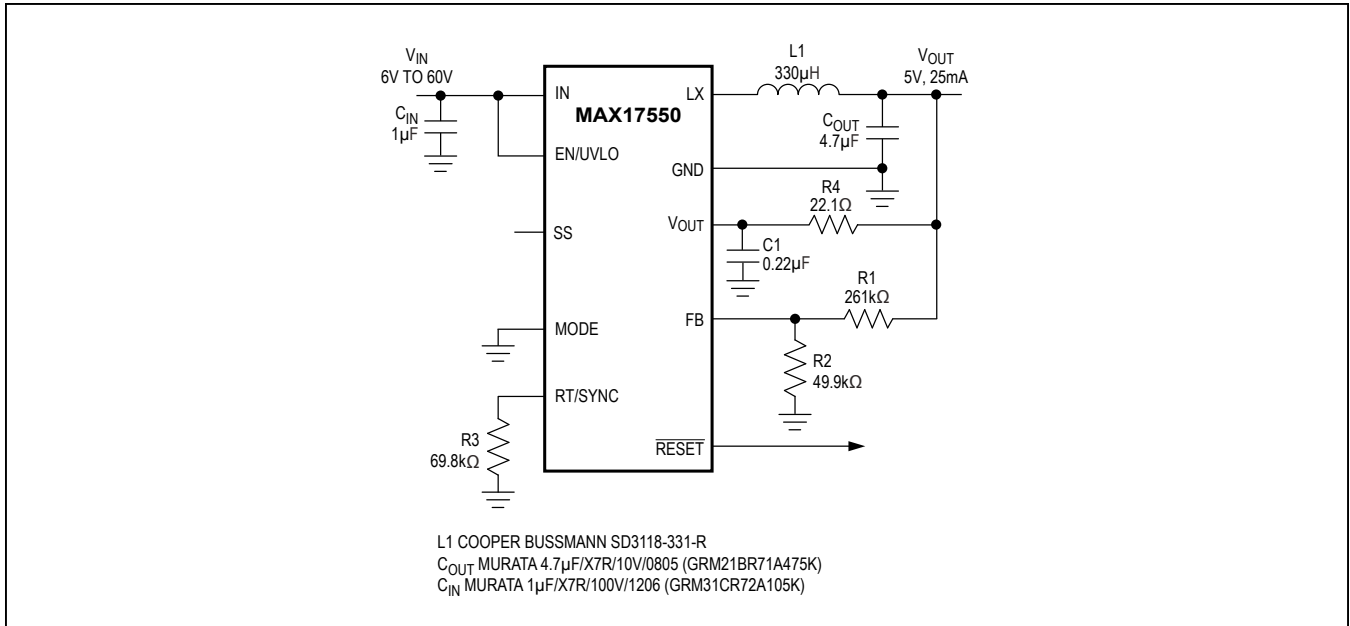 VIN
6V TO 60V
CIN
1µF
IN
EN/UVLO
SS
MODE
RT/SYNC
R3
69.8kΩ
MAX17550
LX
GND
VOUT
FB
RESET
L1
330µH
VOUT
5V, 25mA
COUT
4.7µF
R4
22.1Ω
C1
0.22µF
R1
261kΩ
R2
49.9kΩ
L1 COOPER BUSSMANN SD3118-331-R
COUT MURATA 4.7µF/X7R/10V/0805 (GRM21BR71A475K)
CIN MURATA 1µF/X7R/100V/1206 (GRM31CR72A105K)